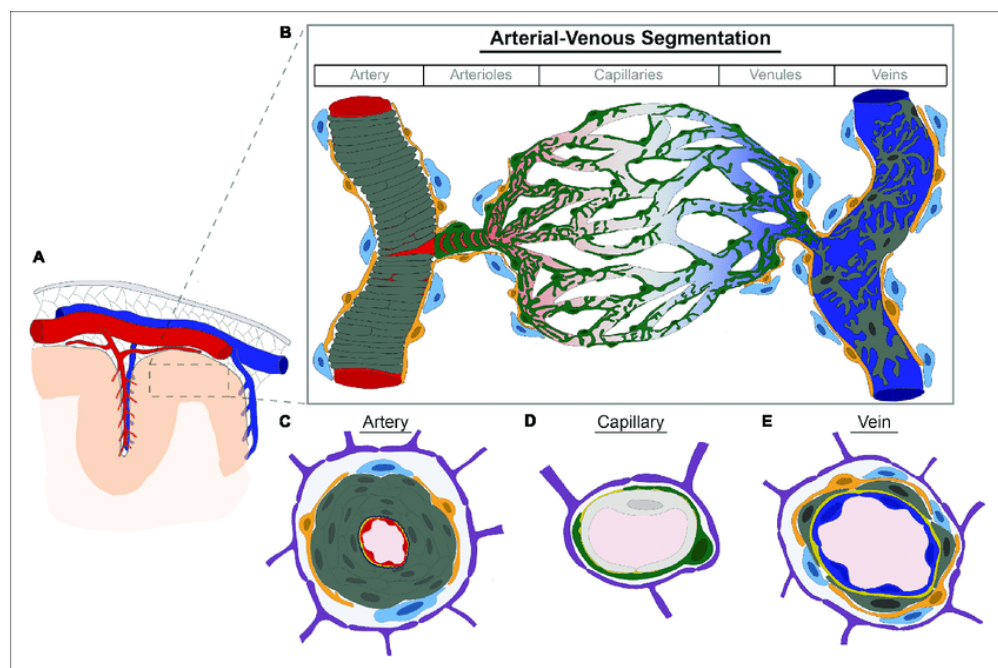 B
Arterial-Venous Segmentation
Artery Arterioles Capillaries Venules Veins
A
C Artery
D Capillary
E Vein